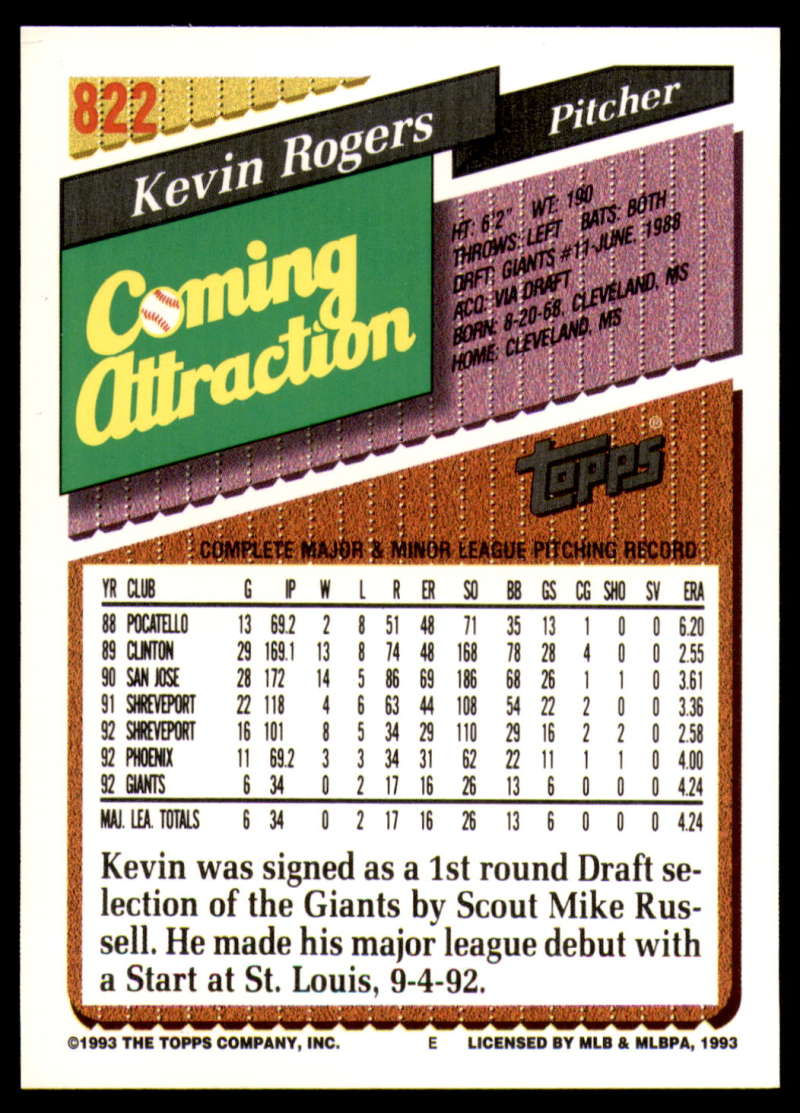 822
Kevin Rogers
Pitcher
Coming
Attraction
HT: 6'2" WT: 190
THROWS: LEFT BATS: BOTH
DRFT: GIANTS #11-JUNE, 1988
ACQ: VIA DRAFT
BORN: 8-20-68, CLEVELAND, MS
HOME: CLEVELAND, MS
Topps®
COMPLETE MAJOR & MINOR LEAGUE PITCHING RECORD
YR CLUB G IP W L R ER SO BB GS CG SHO SV ERA
88 POCATELLO 13 69.2 2 8 51 48 71 35 13 1 0 0 6.20
89 CLINTON 29 169.1 13 8 74 48 168 78 28 4 0 0 2.55
90 SAN JOSE 28 172 14 5 86 69 186 68 26 1 1 0 3.61
91 SHREVEPORT 22 118 4 6 63 44 108 54 22 2 0 0 3.36
92 SHREVEPORT 16 101 8 5 34 29 110 29 16 2 2 0 2.58
92 PHOENIX 11 69.2 3 3 34 31 62 22 11 1 1 0 4.00
92 GIANTS 6 34 0 2 17 16 26 13 6 0 0 0 4.24
MAJ. LEA. TOTALS 6 34 0 2 17 16 26 13 6 0 0 0 4.24
Kevin was signed as a 1st round Draft se-
lection of the Giants by Scout Mike Rus-
sell. He made his major league debut with
a Start at St. Louis, 9-4-92.
©1993 THE TOPPS COMPANY, INC. E LICENSED BY MLB & MLBPA, 1993